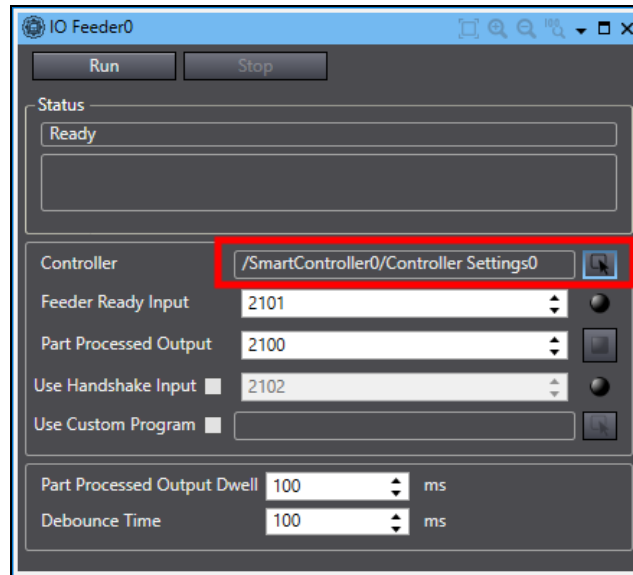 IO Feeder0
Run Stop
Status
Ready
Controller /SmartController0/Controller Settings0
Feeder Ready Input 2101
Part Processed Output 2100
Use Handshake Input 2102
Use Custom Program
Part Processed Output Dwell 100 ms
Debounce Time 100 ms